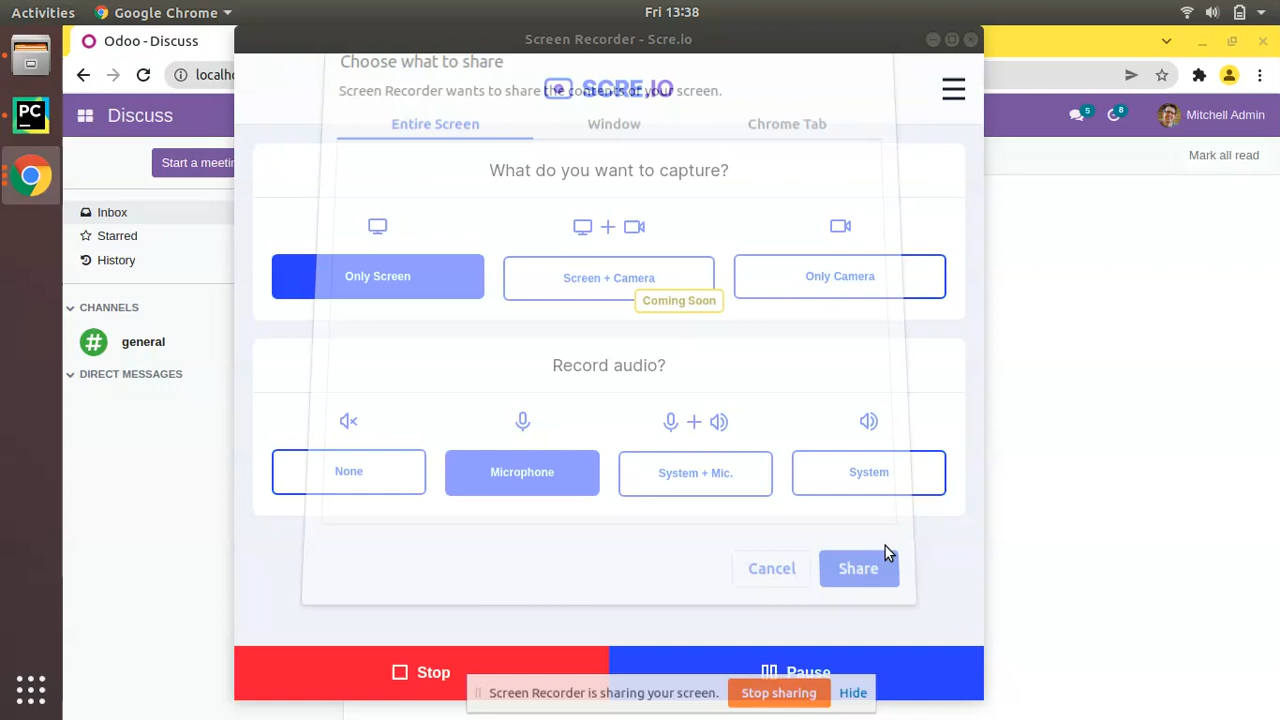 Activities Google Chrome Fri 13:38
Odoo - Discuss
Screen Recorder - Scre.io
localh
Choose what to share
SCRE.IO
Screen Recorder wants to share the contents of your screen.
Discuss
5
8
Mitchell Admin
Entire Screen Window Chrome Tab
Start a meetin
Mark all read
What do you want to capture?
Inbox
Starred
History
Only Screen
Screen + Camera
Only Camera
Coming Soon
CHANNELS
general
DIRECT MESSAGES
Record audio?
None
Microphone
System + Mic.
System
Cancel Share
Stop
Pause
Screen Recorder is sharing your screen. Stop sharing Hide
PC